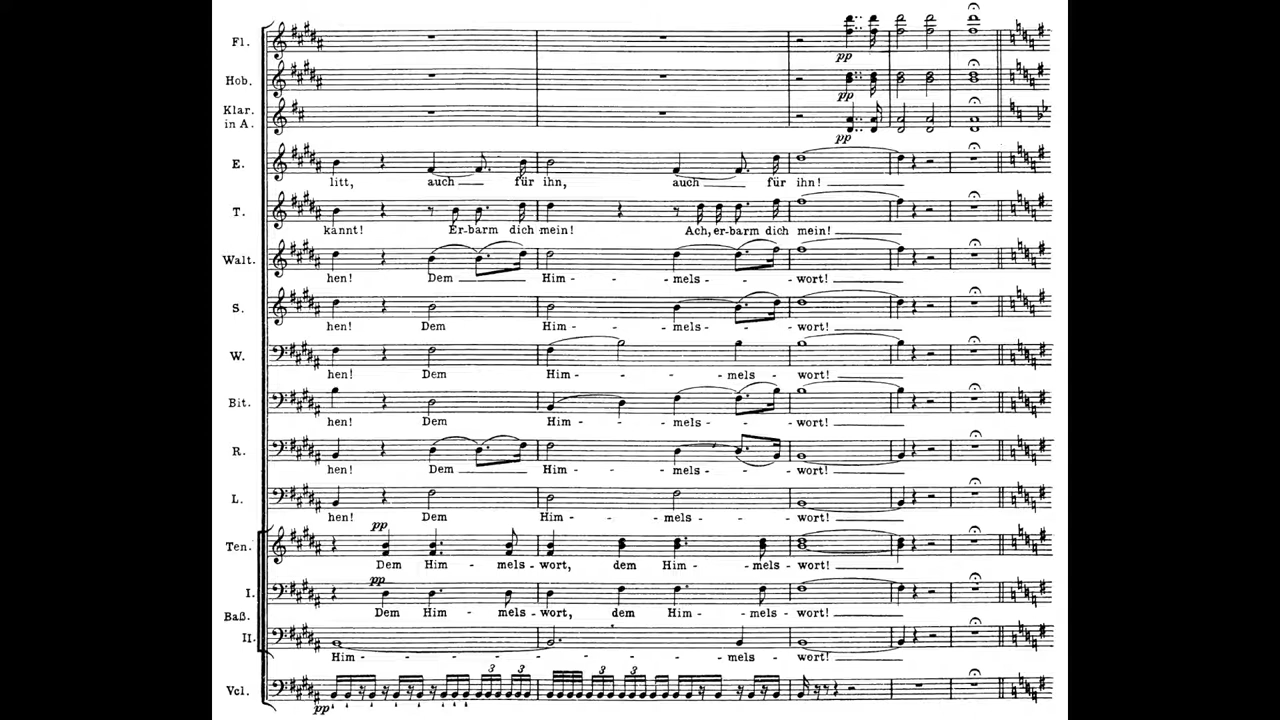 Fl.
pp
Hob.
pp
Klar.
in A.
pp
E.
litt, auch für ihn, auch für ihn!
T.
kannt! Er-barm dich mein! Ach, er-barm dich mein!
Walt.
hen! Dem Him - - - mels - - - wort!
S.
hen! Dem Him - - - mels - - - wort!
W.
hen! Dem Him - - - - mels - wort!
Bit.
hen! Dem Him - - - mels - - - wort!
R.
hen! Dem Him - - - mels - - - wort!
L.
hen! Dem Him - - - mels - - - wort!
pp
Ten.
Dem Him - - mels - wort, dem Him - - mels - wort!
pp
I.
Dem Him - - mels - wort, dem Him - - mels - wort!
Baß.
II.
Him - - - - - - - - - mels - wort!
3 3 3 3
Vcl.
pp